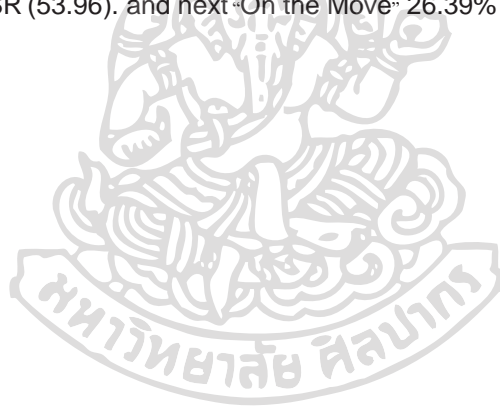 SR (53.96). and next “On the Move” 26.39%
มหาวิทยาลัย ศิลปากร